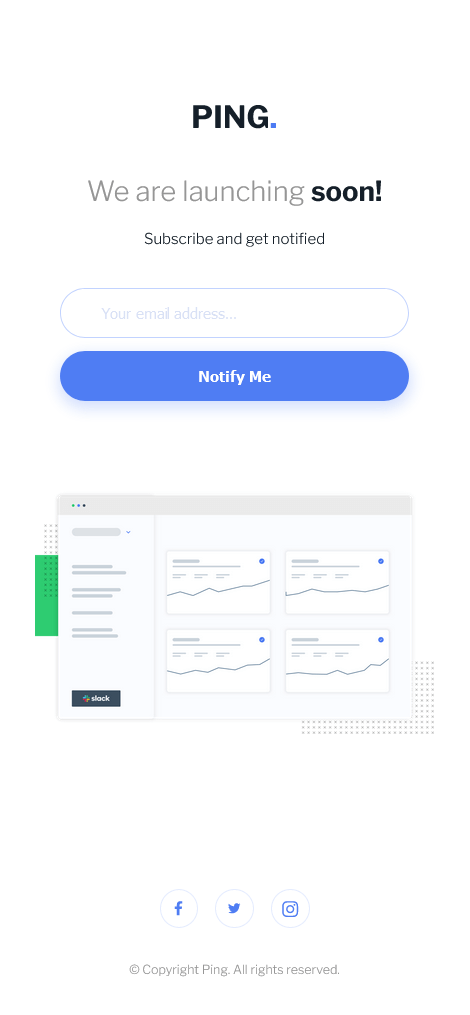 PING.
We are launching soon!
Subscribe and get notified
Your email address...
Notify Me
slack
© Copyright Ping. All rights reserved.